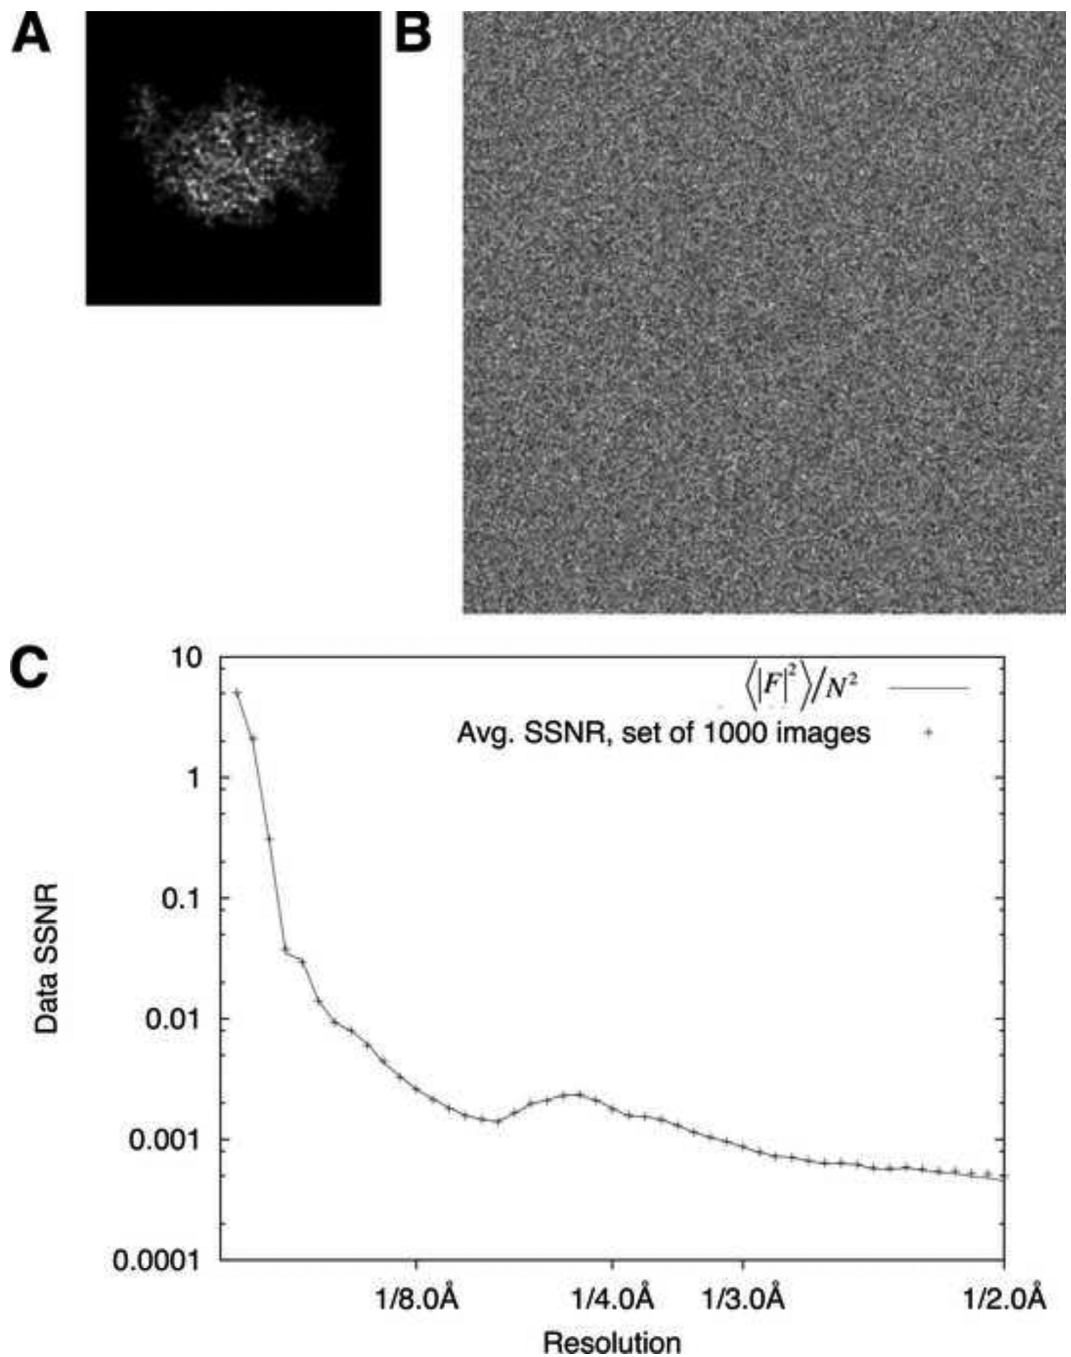 A
B
C
10
⟨|F|²⟩/N²
Avg. SSNR, set of 1000 images
1
0.1
Data SSNR
0.01
0.001
0.0001
1/8.0Å
1/4.0Å
1/3.0Å
1/2.0Å
Resolution